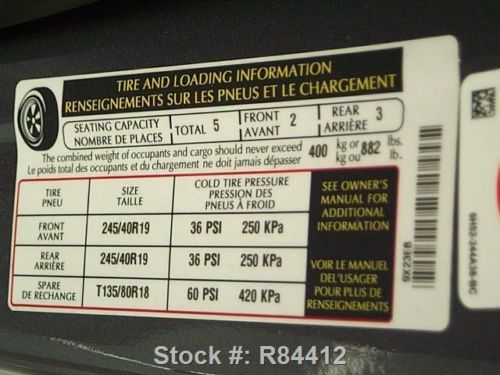 TIRE AND LOADING INFORMATION
RENSEIGNEMENTS SUR LES PNEUS ET LE CHARGEMENT
SEATING CAPACITY
NOMBRE DE PLACES
TOTAL 5
FRONT
AVANT
2
REAR
ARRIÈRE
3
The combined weight of occupants and cargo should never exceed
Le poids total des occupants et du chargement ne doit jamais dépasser
400
kg or
kg ou
882
lbs.
lb.
TIRE
PNEU
SIZE
TAILLE
COLD TIRE PRESSURE
PRESSION DES
PNEUS À FROID
FRONT
AVANT
245/40R19
36 PSI 250 KPa
REAR
ARRIÈRE
245/40R19
36 PSI 250 KPa
SPARE
DE RECHANGE
T135/80R18
60 PSI 420 KPa
SEE OWNER'S
MANUAL FOR
ADDITIONAL
INFORMATION
VOIR LE MANUEL
DE L'USAGER
POUR PLUS DE
RENSEIGNEMENTS
9X23EB
Stock #: R84412